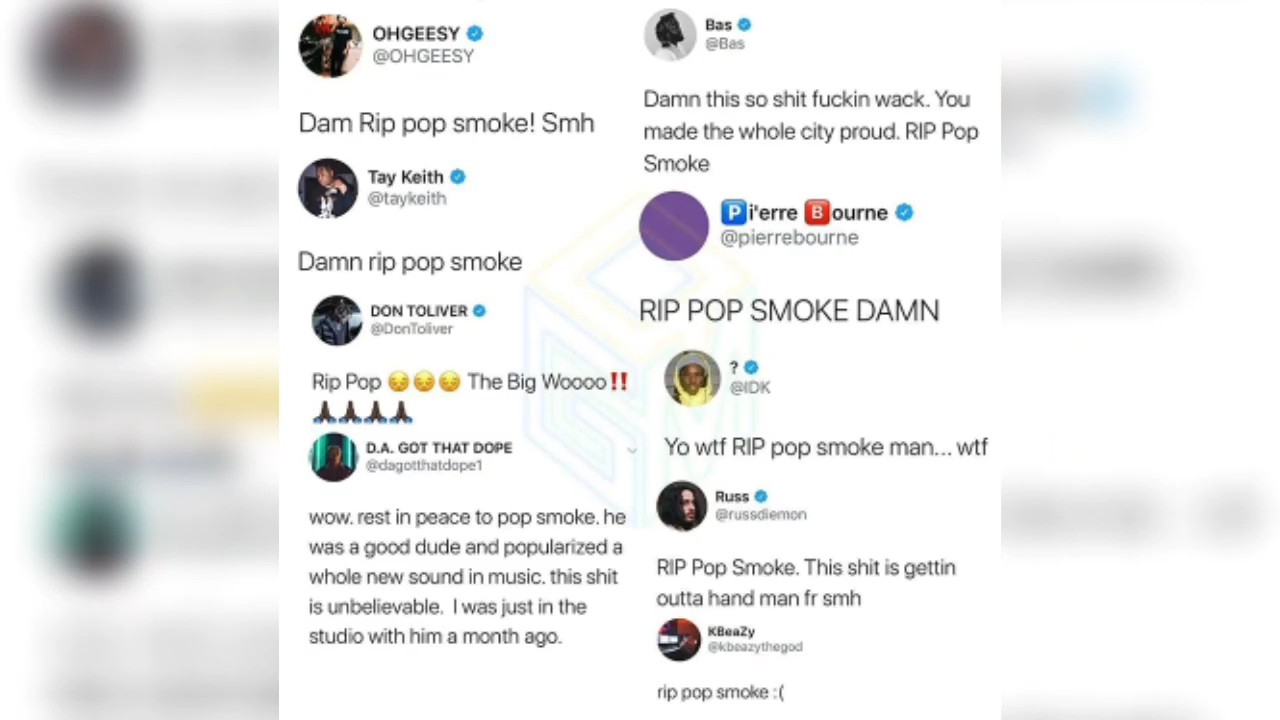 OHGEESY
@OHGEESY
Dam Rip pop smoke! Smh
Tay Keith
@taykeith
Damn rip pop smoke
DON TOLIVER
@DonToliver
Rip Pop 😔😔😔 The Big Woooo‼️
🙏🏿🙏🏿🙏🏿🙏🏿
D.A. GOT THAT DOPE
@dagotthatdope1
wow. rest in peace to pop smoke. he
was a good dude and popularized a
whole new sound in music. this shit
is unbelievable. I was just in the
studio with him a month ago.
Bas
@Bas
Damn this so shit fuckin wack. You
made the whole city proud. RIP Pop
Smoke
🅿️i'erre 🅱️ourne
@pierrebourne
RIP POP SMOKE DAMN
?
@IDK
Yo wtf RIP pop smoke man... wtf
Russ
@russdiemon
RIP Pop Smoke. This shit is gettin
outta hand man fr smh
KBeaZy
@kbeazythegod
rip pop smoke :(